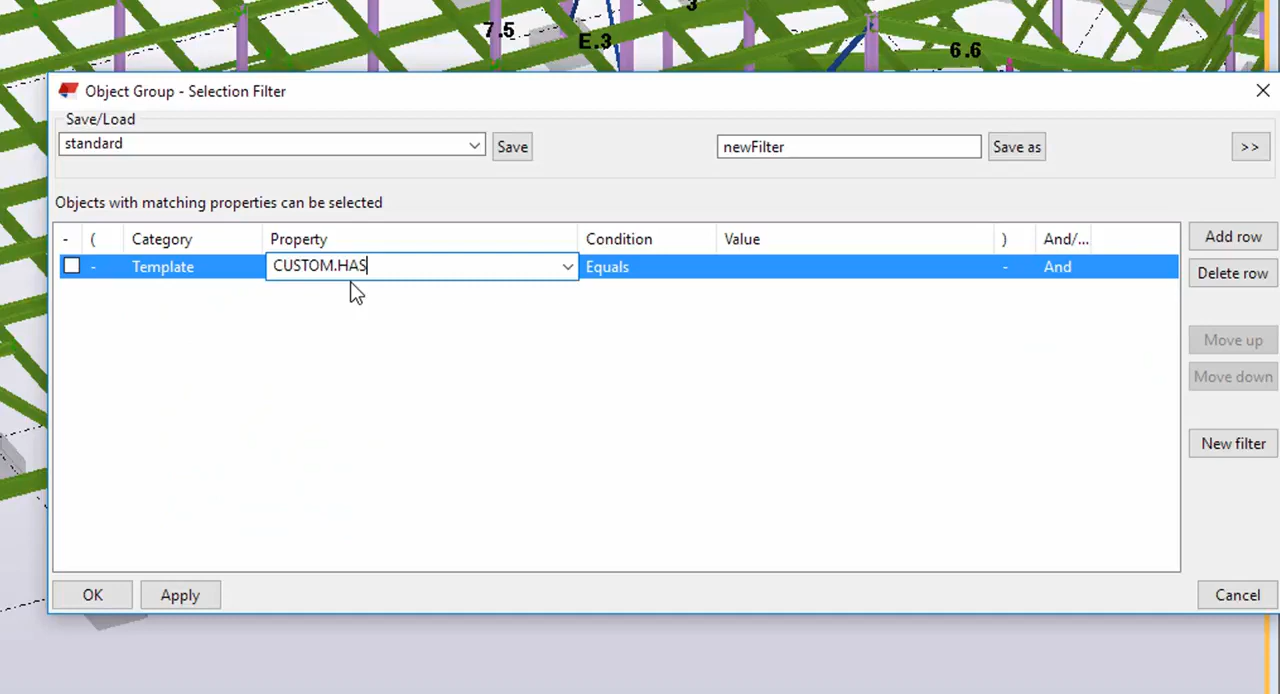 7.5
E.3
3
6.6
Object Group - Selection Filter
Save/Load
standard
Save
newFilter
Save as
>>
Objects with matching properties can be selected
- ( Category Property Condition Value ) And/...
- Template CUSTOM.HAS Equals - And
Add row
Delete row
Move up
Move down
New filter
OK
Apply
Cancel